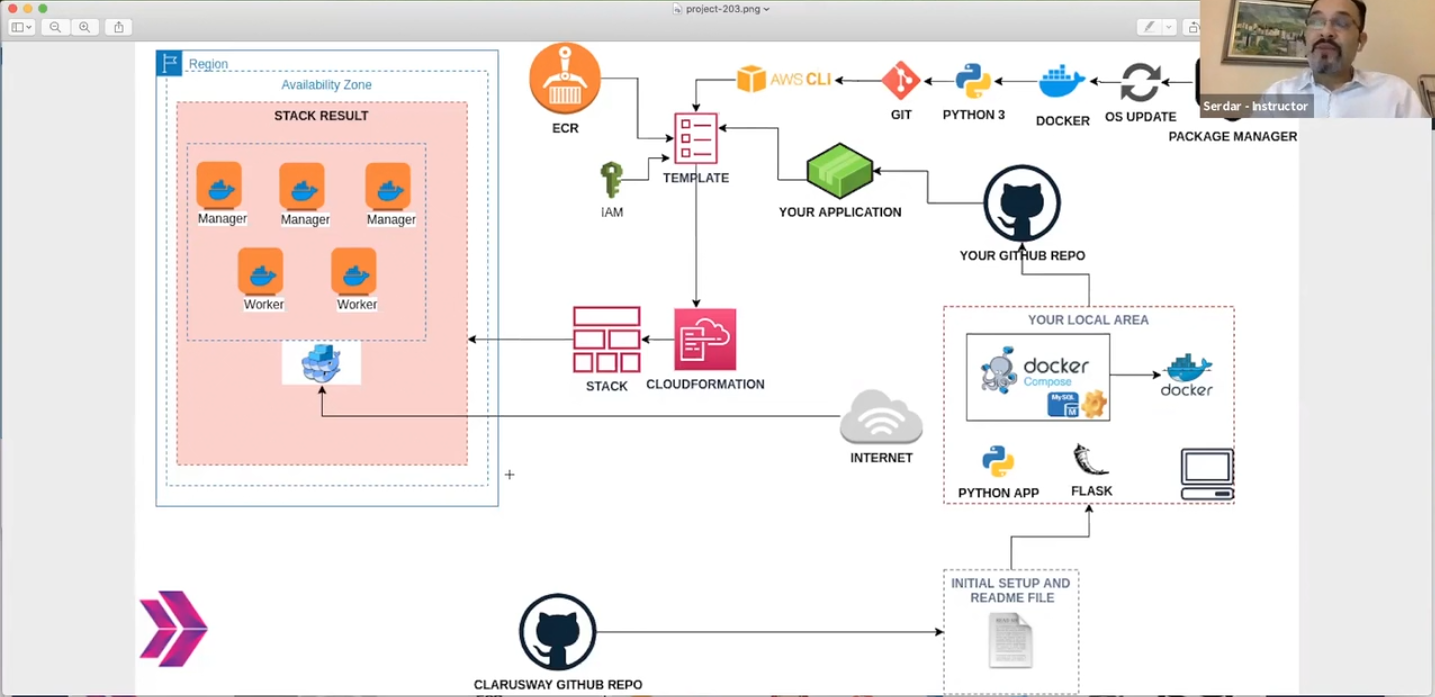 project-203.png
Serdar - Instructor
Region
Availability Zone
STACK RESULT
Manager
Manager
Manager
Worker
Worker
ECR
IAM
TEMPLATE
AWS CLI
GIT
PYTHON 3
DOCKER
OS UPDATE
PACKAGE MANAGER
YOUR APPLICATION
YOUR GITHUB REPO
STACK
CLOUDFORMATION
INTERNET
YOUR LOCAL AREA
docker
Compose
MySQL
docker
PYTHON APP
FLASK
INITIAL SETUP AND
README FILE
CLARUSWAY GITHUB REPO